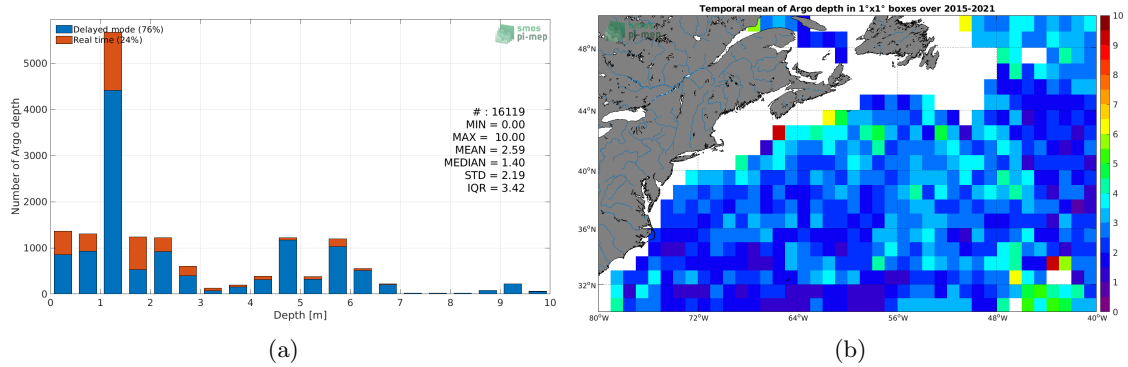 Delayed mode (76%)
Real time (24%)
smos
pi-mep
5000
4000
3000
2000
1000
0
Number of Argo depth
# : 16119
MIN = 0.00
MAX = 10.00
MEAN = 2.59
MEDIAN = 1.40
STD = 2.19
IQR = 3.42
0 1 2 3 4 5 6 7 8 9 10
Depth [m]
(a)
Temporal mean of Argo depth in 1°x1° boxes over 2015-2021
smos
pi-mep
48°N
44°N
40°N
36°N
32°N
80°W 72°W 64°W 56°W 48°W 40°W
10
9
8
7
6
5
4
3
2
1
0
(b)